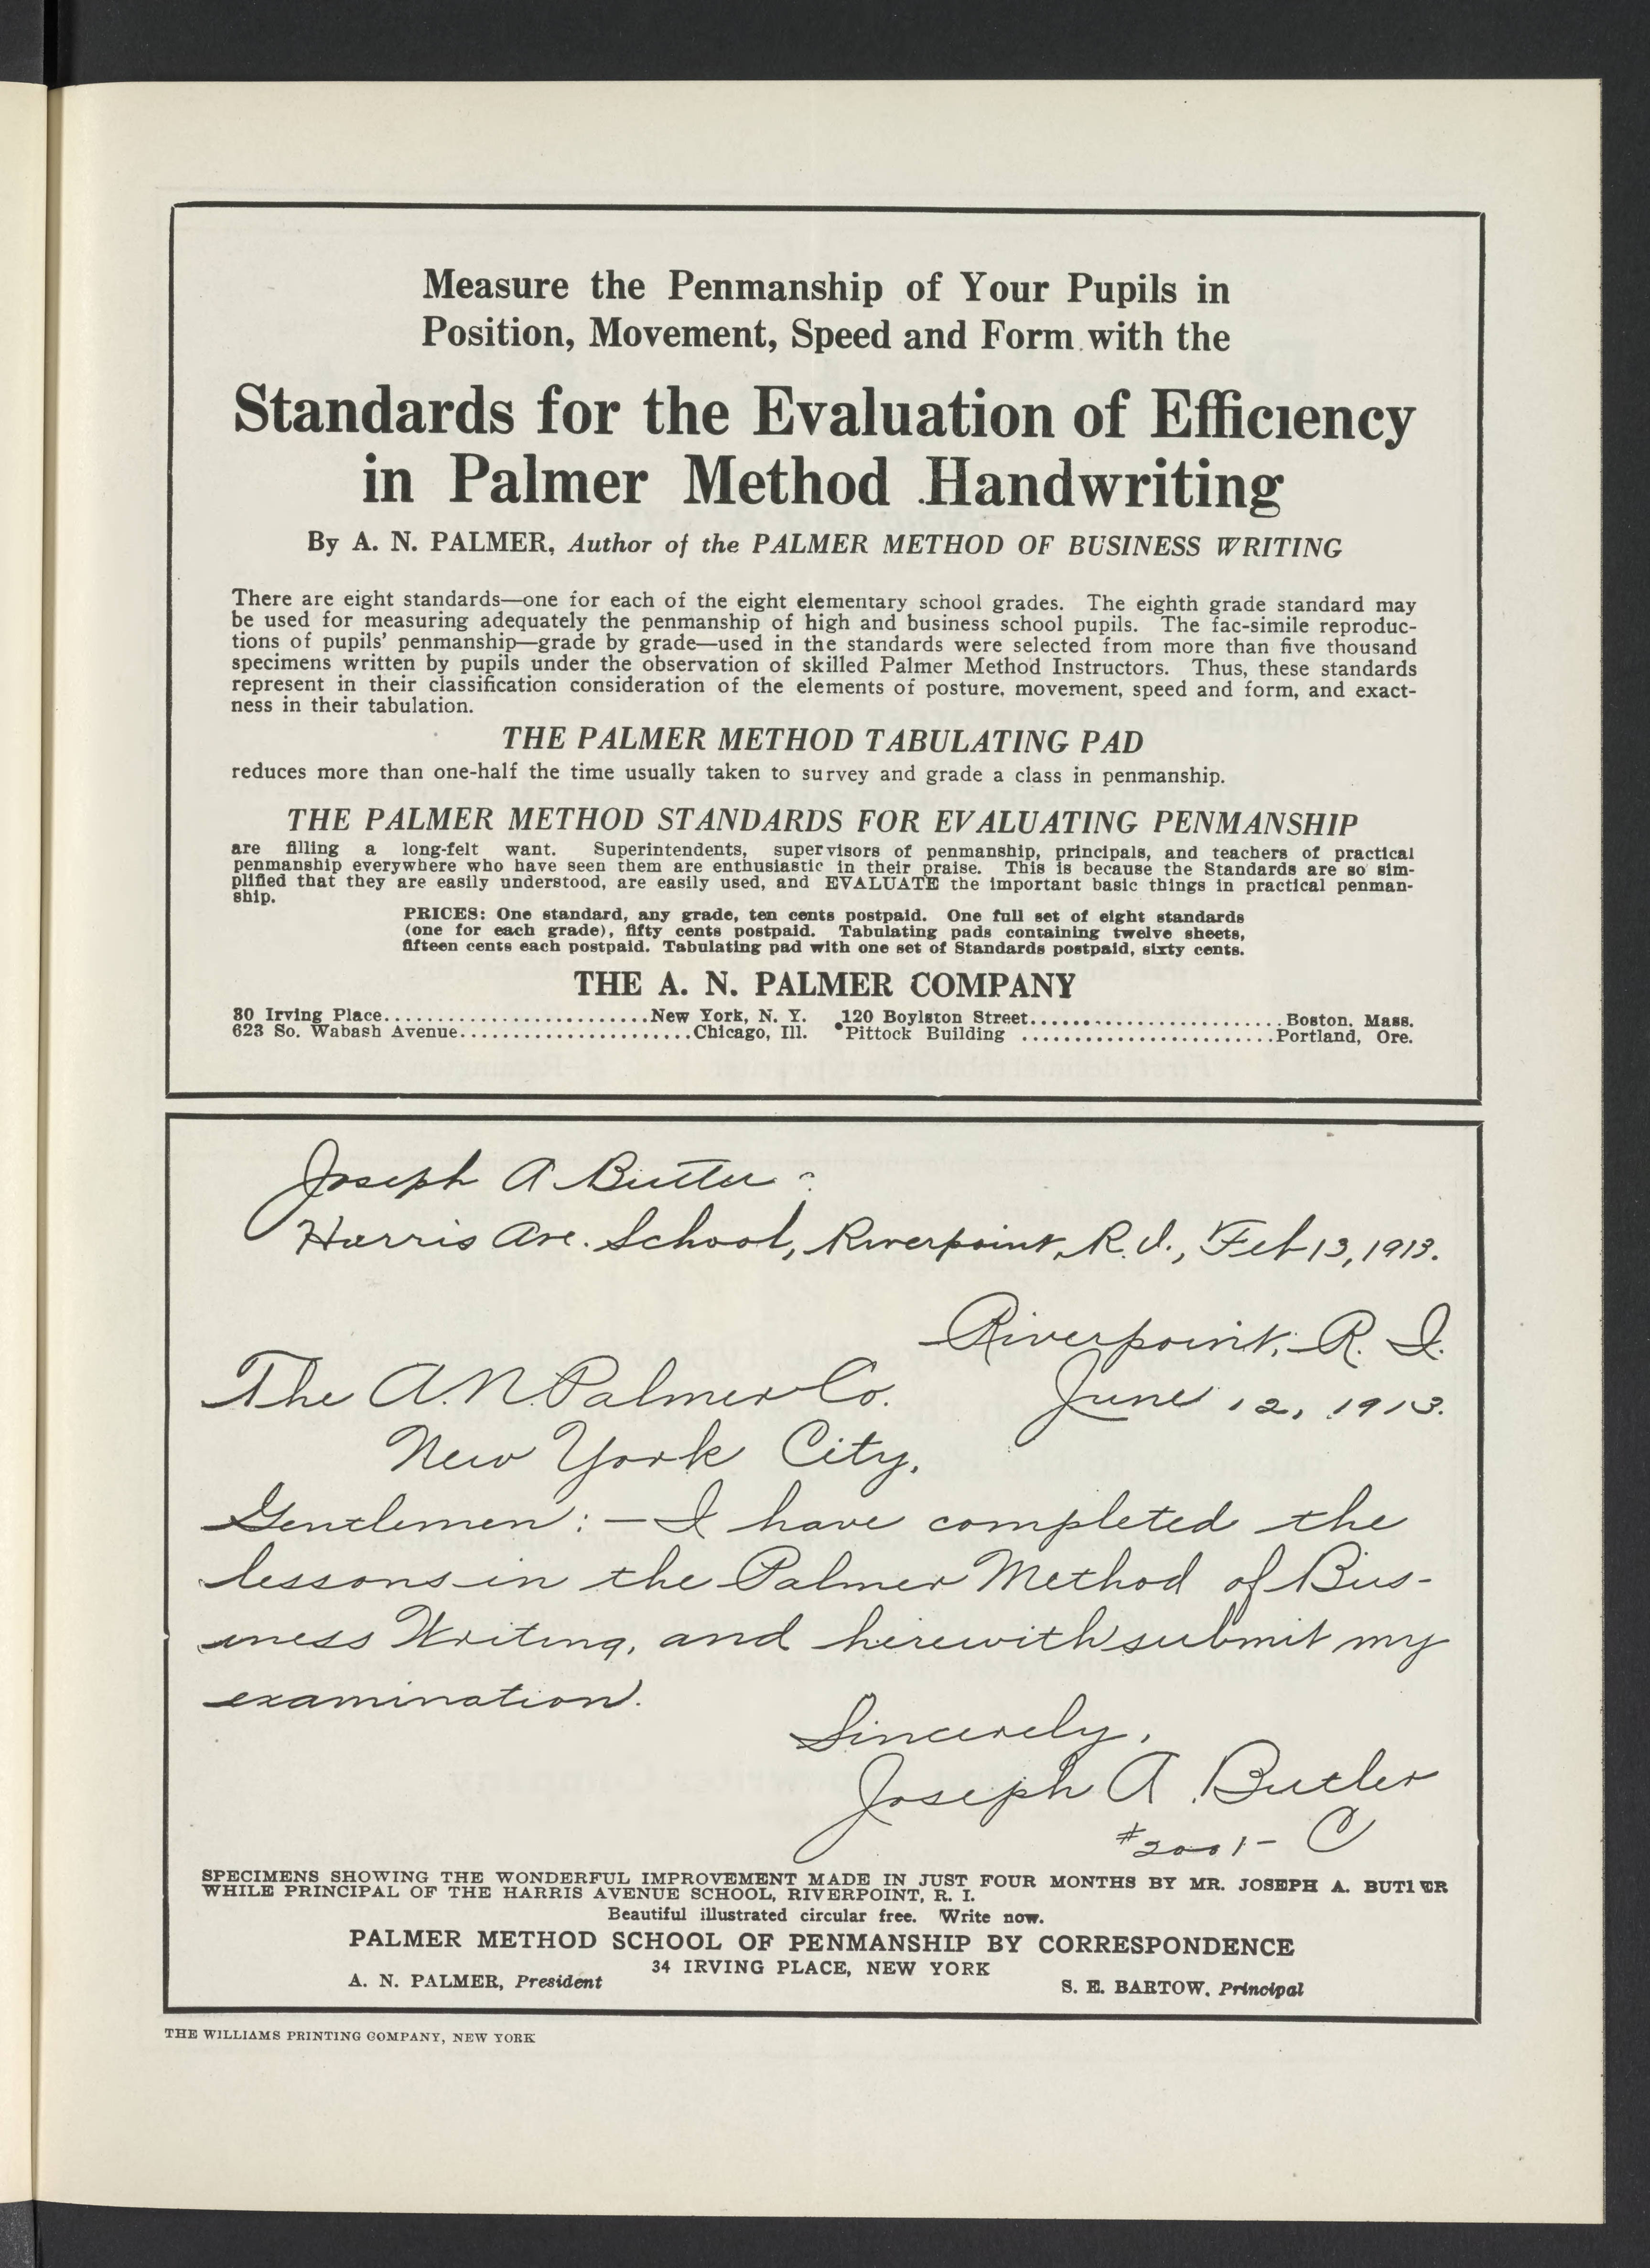 Measure the Penmanship of Your Pupils in
Position, Movement, Speed and Form with the
Standards for the Evaluation of Efficiency
in Palmer Method Handwriting
By A. N. PALMER, Author of the PALMER METHOD OF BUSINESS WRITING
There are eight standards—one for each of the eight elementary school grades. The eighth grade standard may
be used for measuring adequately the penmanship of high and business school pupils. The fac-simile reproduc-
tions of pupils' penmanship—grade by grade—used in the standards were selected from more than five thousand
specimens written by pupils under the observation of skilled Palmer Method Instructors. Thus, these standards
represent in their classification consideration of the elements of posture, movement, speed and form, and exact-
ness in their tabulation.
THE PALMER METHOD TABULATING PAD
reduces more than one-half the time usually taken to survey and grade a class in penmanship.
THE PALMER METHOD STANDARDS FOR EVALUATING PENMANSHIP
are filling a long-felt want. Superintendents, supervisors of penmanship, principals, and teachers of practical
penmanship everywhere who have seen them are enthusiastic in their praise. This is because the Standards are so sim-
plified that they are easily understood, are easily used, and EVALUATE the important basic things in practical penman-
ship.
PRICES: One standard, any grade, ten cents postpaid. One full set of eight standards
(one for each grade), fifty cents postpaid. Tabulating pads containing twelve sheets,
fifteen cents each postpaid. Tabulating pad with one set of Standards postpaid, sixty cents.
THE A. N. PALMER COMPANY
30 Irving Place.........................New York, N. Y. 120 Boylston Street........................Boston, Mass.
623 So. Wabash Avenue......................Chicago, Ill. Pittock Building ........................Portland, Ore.
Joseph A Butler:
Harris Ave. School, Riverpoint, R. I., Feb 13, 1913.
Riverpoint, R. I.
The A. N. Palmer Co. June 12, 1913.
New York City.
Gentlemen:— I have completed the
lessons in the Palmer Method of Bus-
iness Writing, and herewith submit my
examination.
Sincerely,
Joseph A Butler
#2001- C
SPECIMENS SHOWING THE WONDERFUL IMPROVEMENT MADE IN JUST FOUR MONTHS BY MR. JOSEPH A. BUTLER
WHILE PRINCIPAL OF THE HARRIS AVENUE SCHOOL, RIVERPOINT, R. I.
Beautiful illustrated circular free. Write now.
PALMER METHOD SCHOOL OF PENMANSHIP BY CORRESPONDENCE
34 IRVING PLACE, NEW YORK
A. N. PALMER, President S. E. BARTOW, Principal
THE WILLIAMS PRINTING COMPANY, NEW YORK